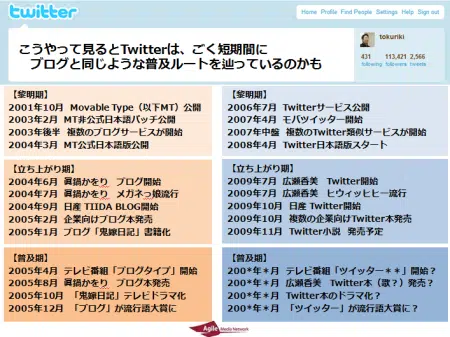 twitter
Home Profile Find People Settings Help Sign out
こうやって見るとTwitterは、ごく短期間に
ブログと同じような普及ルートを辿っているのかも
tokuriki
431 113,421 2,566
following followers tweets
【黎明期】
2001年10月 Movable Type（以下MT）公開
2003年2月 MT非公式日本語パッチ公開
2003年後半 複数のブログサービスが開始
2004年3月 MT公式日本語版公開
【黎明期】
2006年7月 Twitterサービス公開
2007年4月 モバツイッター開始
2007年中盤 複数のTwitter類似サービスが開始
2008年4月 Twitter日本語版スタート
【立ち上がり期】
2004年6月 眞鍋かをり ブログ開始
2004年7月 眞鍋かをり メガネっ娘流行
2004年9月 日産 TIIDA BLOG開始
2005年2月 企業向けブログ本発売
2005年1月 ブログ「鬼嫁日記」書籍化
【立ち上がり期】
2009年7月 広瀬香美 Twitter開始
2009年7月 広瀬香美 ヒウィッヒヒー流行
2009年10月 日産 Twitter開始
2009年10月 複数の企業向けTwitter本発売
2009年11月 Twitter小説 発売予定
【普及期】
2005年4月 テレビ番組「ブログタイプ」開始
2005年8月 眞鍋かをり ブログ本発売
2005年10月 「鬼嫁日記」テレビドラマ化
2005年12月 「ブログ」が流行語大賞に
【普及期】
200*年*月 テレビ番組「ツイッター＊＊」開始？
200*年*月 広瀬香美 Twitter本（歌？）発売？
200*年*月 Twitter本のドラマ化？
200*年*月 「ツイッター」が流行語大賞に？
Agile Media Network